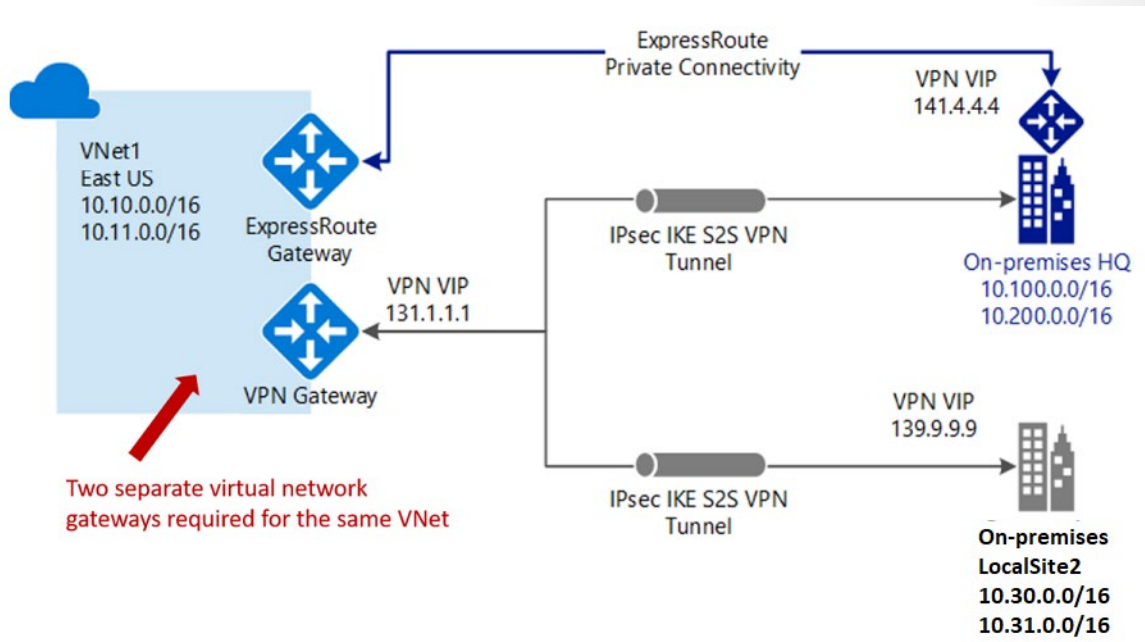 ExpressRoute
Private Connectivity
VPN VIP
141.4.4.4
VNet1
East US
10.10.0.0/16
10.11.0.0/16
ExpressRoute
Gateway
IPsec IKE S2S VPN
Tunnel
On-premises HQ
10.100.0.0/16
10.200.0.0/16
VPN VIP
131.1.1.1
VPN Gateway
VPN VIP
139.9.9.9
Two separate virtual network
gateways required for the same VNet
IPsec IKE S2S VPN
Tunnel
On-premises
LocalSite2
10.30.0.0/16
10.31.0.0/16